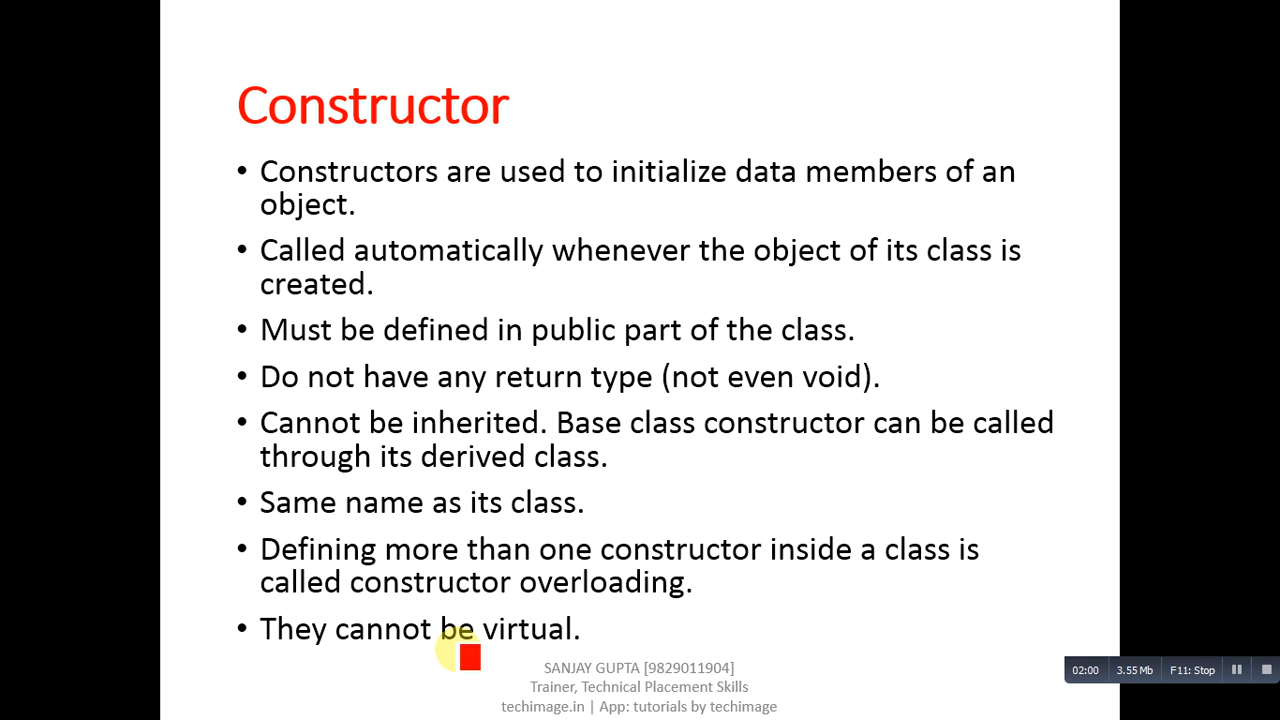 Constructor
• Constructors are used to initialize data members of an
object.
• Called automatically whenever the object of its class is
created.
• Must be defined in public part of the class.
• Do not have any return type (not even void).
• Cannot be inherited. Base class constructor can be called
through its derived class.
• Same name as its class.
• Defining more than one constructor inside a class is
called constructor overloading.
• They cannot be virtual.
SANJAY GUPTA [9829011904]
Trainer, Technical Placement Skills
techimage.in | App: tutorials by techimage
02:00 3.55 Mb F11: Stop